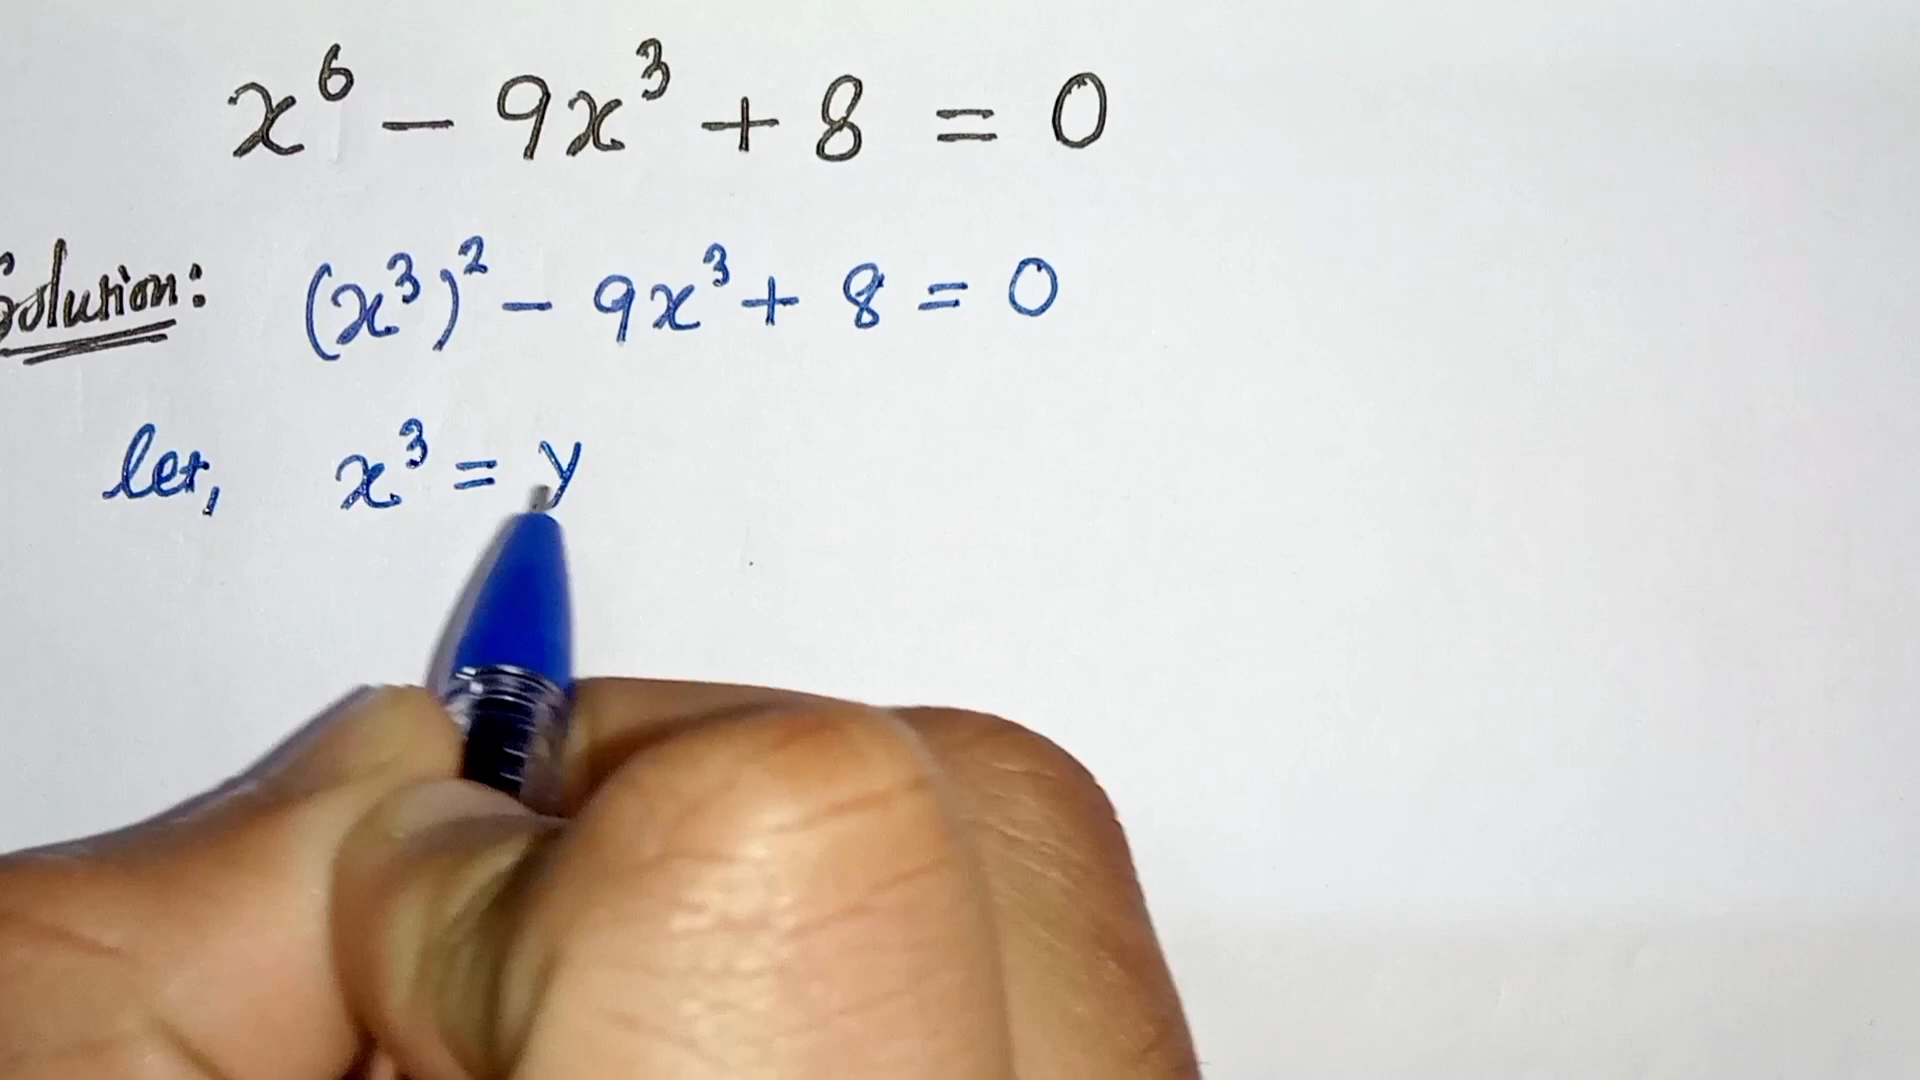 x⁶ - 9x³ + 8 = 0
Solution: (x³)² - 9x³ + 8 = 0
let, x³ = y